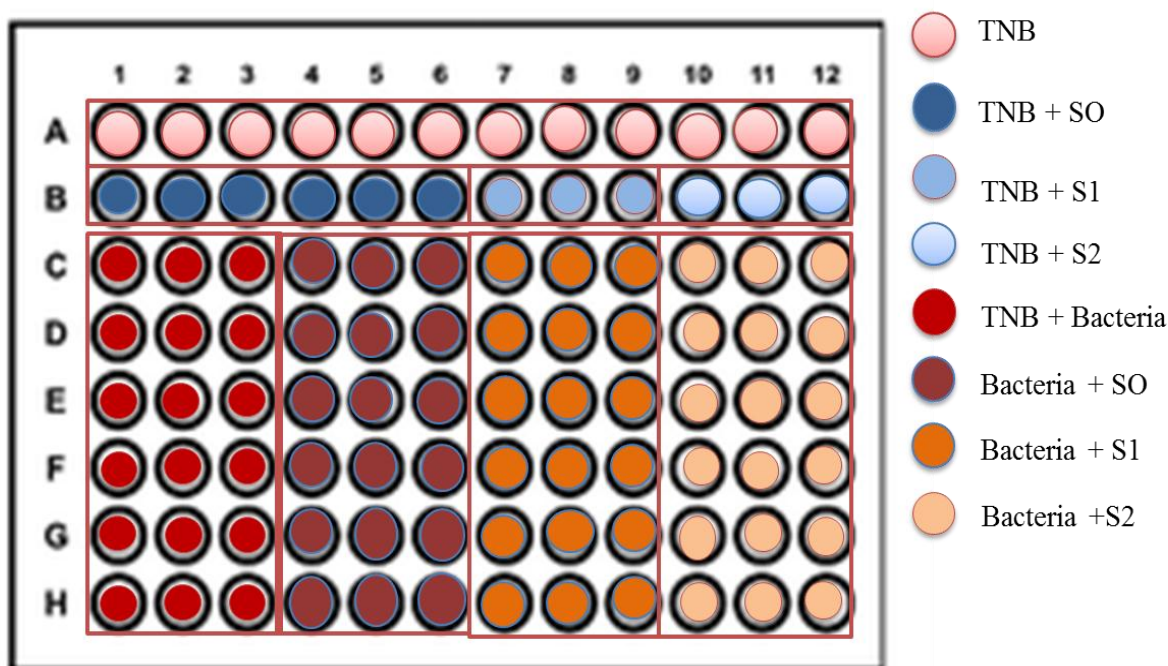 1 2 3 4 5 6 7 8 9 10 11 12
A
B
C
D
E
F
G
H
TNB
TNB + SO
TNB + S1
TNB + S2
TNB + Bacteria
Bacteria + SO
Bacteria + S1
Bacteria +S2